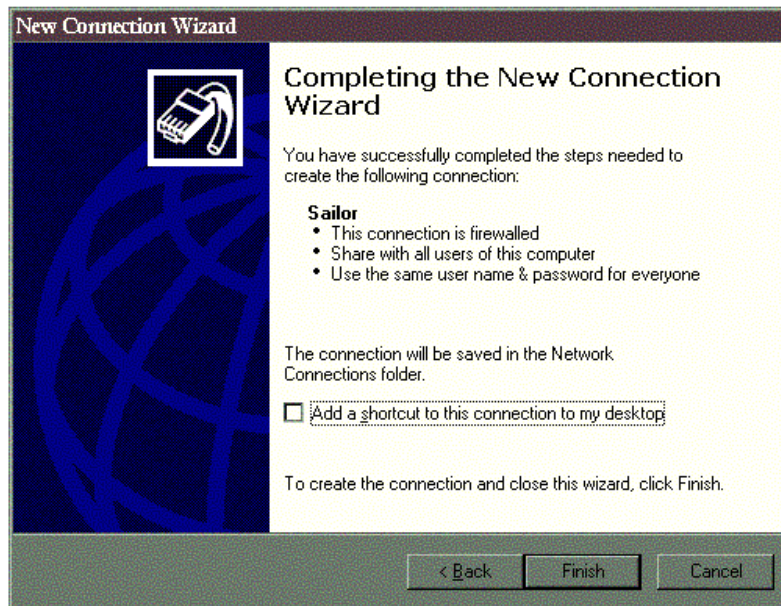 New Connection Wizard
Completing the New Connection
Wizard
You have successfully completed the steps needed to
create the following connection:
Sailor
• This connection is firewalled
• Share with all users of this computer
• Use the same user name & password for everyone
The connection will be saved in the Network
Connections folder.
Add a shortcut to this connection to my desktop
To create the connection and close this wizard, click Finish.
< Back Finish Cancel